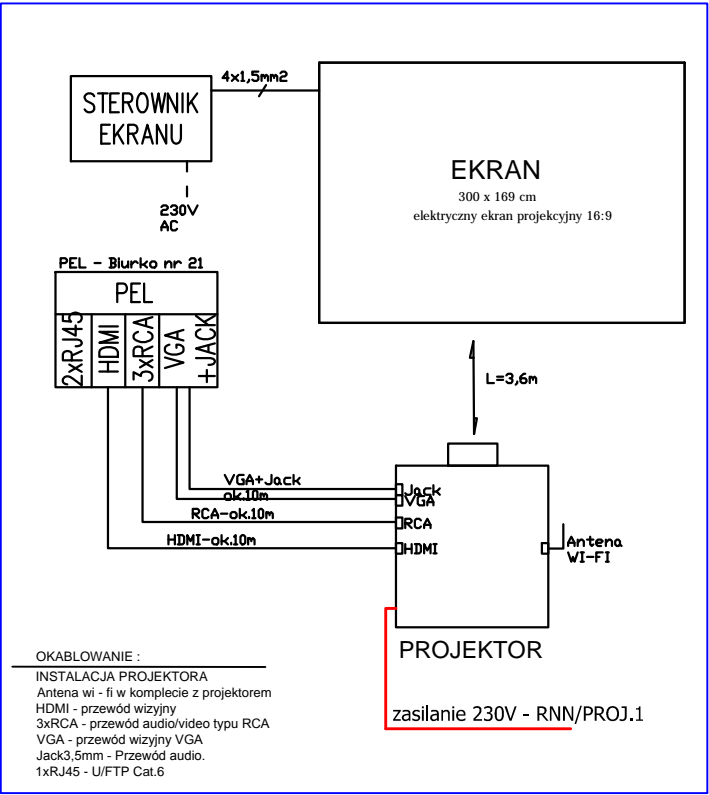 4x1,5mm2
STEROWNIK
EKRANU
230V
AC
EKRAN
300 x 169 cm
elektryczny ekran projekcyjny 16:9
PEL - Biurko nr 21
PEL
2xRJ45
HDMI
3xRCA
VGA
+JACK
L=3,6m
VGA+Jack
ok.10m
RCA-ok.10m
HDMI-ok.10m
Jack
VGA
RCA
HDMI
Antena
WI-FI
PROJEKTOR
zasilanie 230V - RNN/PROJ.1
OKABLOWANIE :
INSTALACJA PROJEKTORA
Antena wi - fi w komplecie z projektorem
HDMI - przewód wizyjny
3xRCA - przewód audio/video typu RCA
VGA - przewód wizyjny VGA
Jack3,5mm - Przewód audio.
1xRJ45 - U/FTP Cat.6